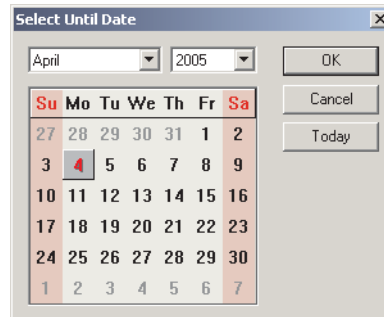 Select Until Date
April 2005 OK
Su Mo Tu We Th Fr Sa Cancel
27 28 29 30 31 1 2 Today
3 4 5 6 7 8 9
10 11 12 13 14 15 16
17 18 19 20 21 22 23
24 25 26 27 28 29 30
1 2 3 4 5 6 7